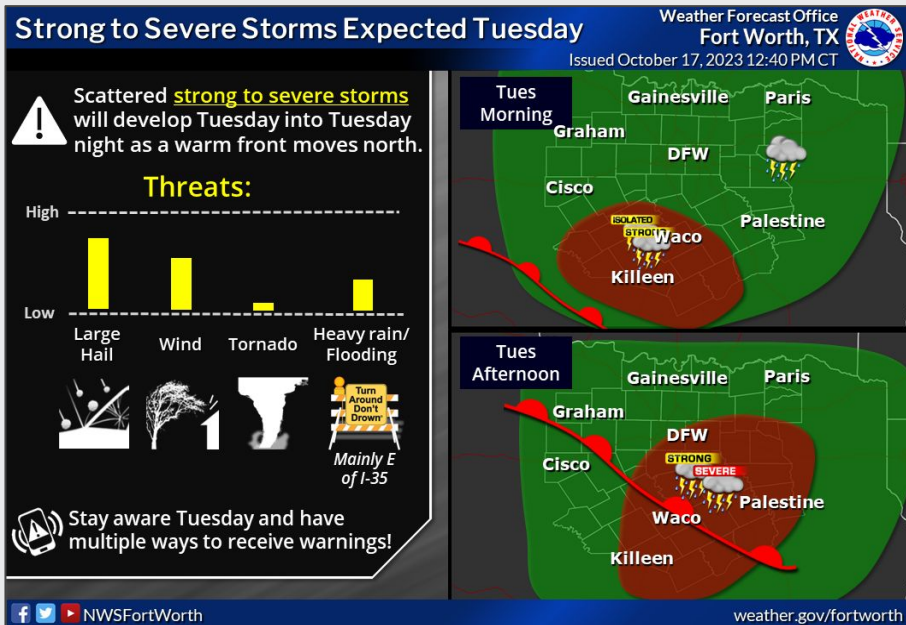 Strong to Severe Storms Expected Tuesday
Weather Forecast Office
Fort Worth, TX
Issued October 17, 2023 12:40 PM CT
NATIONAL WEATHER SERVICE
Scattered strong to severe storms
will develop Tuesday into Tuesday
night as a warm front moves north.
Threats:
High
Low
Large
Hail
Wind
Tornado
Heavy rain/
Flooding
Turn
Around
Don't
Drown
Mainly E
of I-35
Stay aware Tuesday and have
multiple ways to receive warnings!
Tues
Morning
Gainesville
Paris
Graham
DFW
Cisco
Palestine
ISOLATED
STRONG
Waco
Killeen
Tues
Afternoon
Gainesville
Paris
Graham
DFW
Cisco
STRONG
SEVERE
Palestine
Waco
Killeen
NWSFortWorth
weather.gov/fortworth